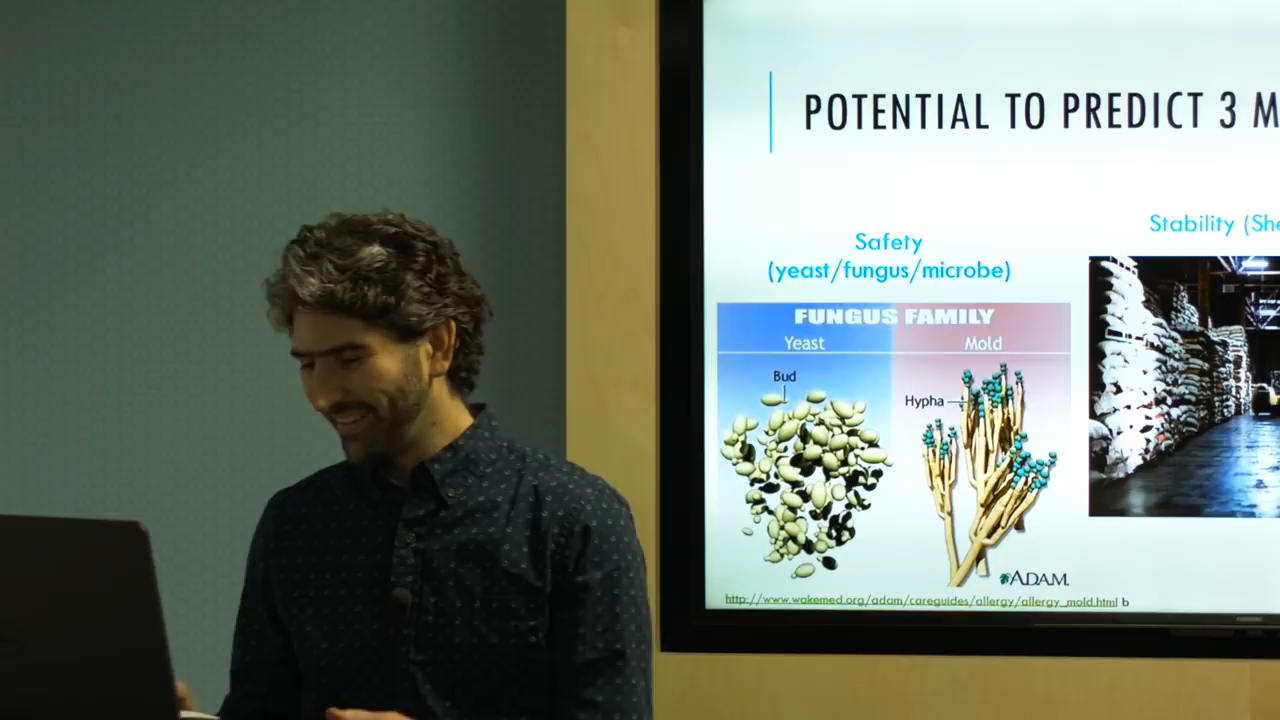 POTENTIAL TO PREDICT 3 M
Safety
(yeast/fungus/microbe)
Stability (She
FUNGUS FAMILY
Yeast
Mold
Bud
Hypha
ADAM.
http://www.wakemed.org/adam/careguides/allergy/allergy_mold.html b